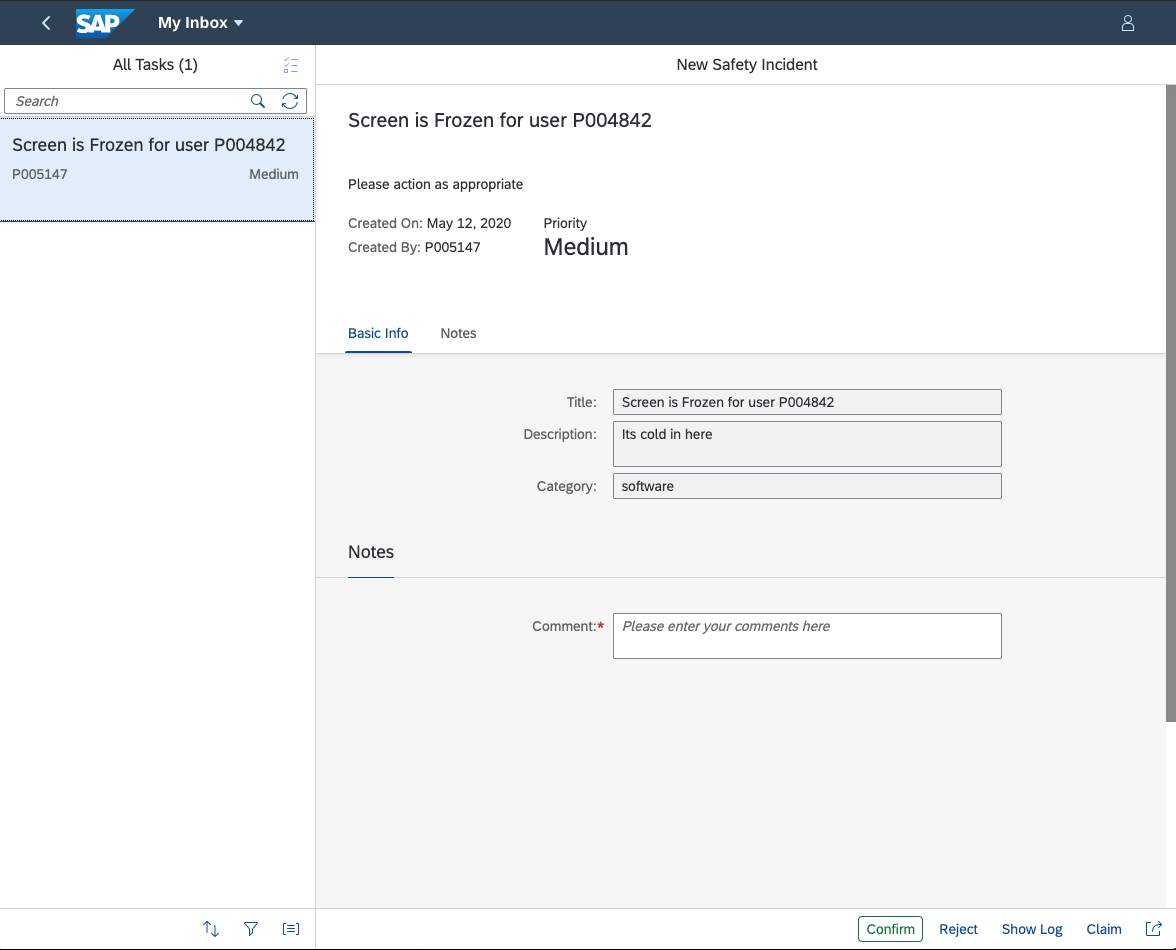 SAP My Inbox
All Tasks (1)
Search
Screen is Frozen for user P004842
P005147 Medium
New Safety Incident
Screen is Frozen for user P004842
Please action as appropriate
Created On: May 12, 2020 Priority
Created By: P005147 Medium
Basic Info Notes
Title: Screen is Frozen for user P004842
Description: Its cold in here
Category: software
Notes
Comment:* Please enter your comments here
Confirm Reject Show Log Claim